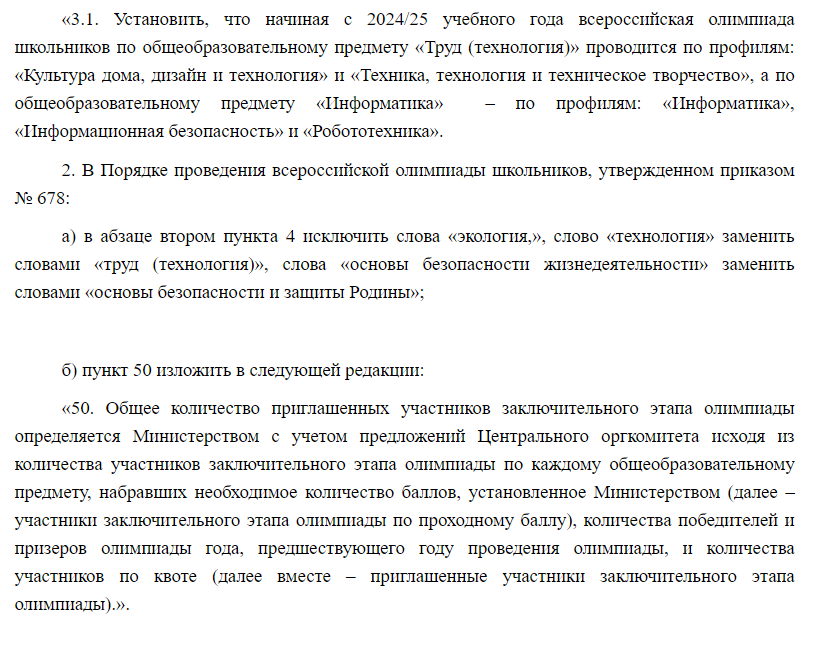 «3.1. Установить, что начиная с 2024/25 учебного года всероссийская олимпиада
школьников по общеобразовательному предмету «Труд (технология)» проводится по профилям:
«Культура дома, дизайн и технология» и «Техника, технология и техническое творчество», а по
общеобразовательному предмету «Информатика» – по профилям: «Информатика»,
«Информационная безопасность» и «Робототехника».
2. В Порядке проведения всероссийской олимпиады школьников, утвержденном приказом
№ 678:
а) в абзаце втором пункта 4 исключить слова «экология,», слово «технология» заменить
словами «труд (технология)», слова «основы безопасности жизнедеятельности» заменить
словами «основы безопасности и защиты Родины»;
б) пункт 50 изложить в следующей редакции:
«50. Общее количество приглашенных участников заключительного этапа олимпиады
определяется Министерством с учетом предложений Центрального оргкомитета исходя из
количества участников заключительного этапа олимпиады по каждому общеобразовательному
предмету, набравших необходимое количество баллов, установленное Министерством (далее –
участники заключительного этапа олимпиады по проходному баллу), количества победителей и
призеров олимпиады года, предшествующего году проведения олимпиады, и количества
участников по квоте (далее вместе – приглашенные участники заключительного этапа
олимпиады).».